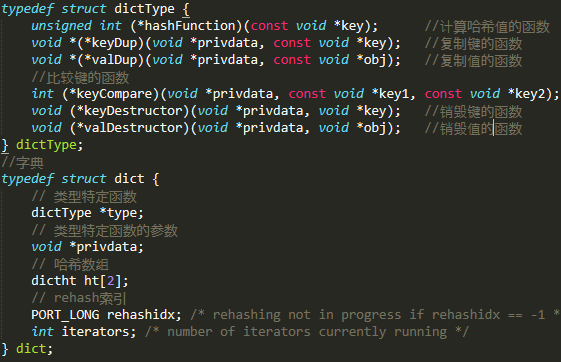 typedef struct dictType {
unsigned int (*hashFunction)(const void *key); //计算哈希值的函数
void *(*keyDup)(void *privdata, const void *key); //复制键的函数
void *(*valDup)(void *privdata, const void *obj); //复制值的函数
//比较键的函数
int (*keyCompare)(void *privdata, const void *key1, const void *key2);
void (*keyDestructor)(void *privdata, void *key); //销毁键的函数
void (*valDestructor)(void *privdata, void *obj); //销毁值的函数
} dictType;
//字典
typedef struct dict {
// 类型特定函数
dictType *type;
// 类型特定函数的参数
void *privdata;
// 哈希数组
dictht ht[2];
// rehash索引
PORT_LONG rehashidx; /* rehashing not in progress if rehashidx == -1 *
int iterators; /* number of iterators currently running */
} dict;